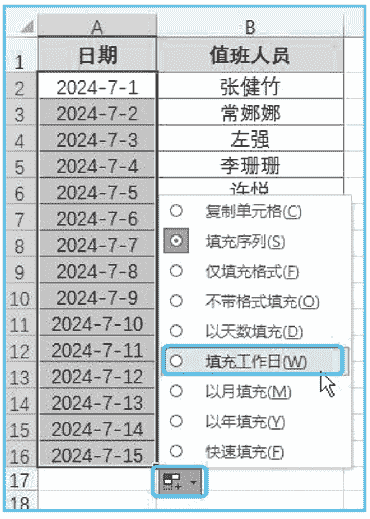 A B
1 日期 值班人员
2 2024-7-1 张健竹
3 2024-7-2 常娜娜
4 2024-7-3 左强
5 2024-7-4 李珊珊
6 2024-7-5 许悦
7 2024-7-6 复制单元格(C)
8 2024-7-7 填充序列(S)
9 2024-7-8 仅填充格式(F)
10 2024-7-9 不带格式填充(O)
11 2024-7-10 以天数填充(D)
12 2024-7-11 填充工作日(W)
13 2024-7-12 以月填充(M)
14 2024-7-13 以年填充(Y)
15 2024-7-14 快速填充(F)
16 2024-7-15
17
18